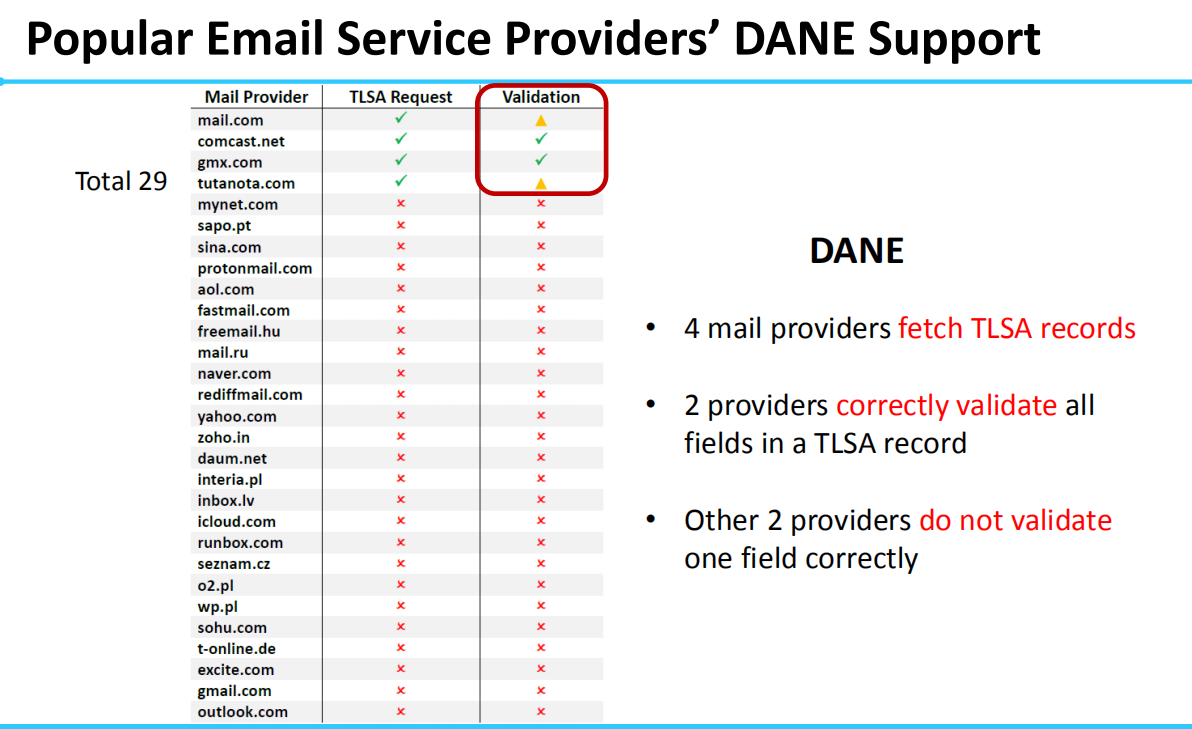 Popular Email Service Providers’ DANE Support
Mail Provider TLSA Request Validation
mail.com ✓ ▲
comcast.net ✓ ✓
gmx.com ✓ ✓
Total 29
tutanota.com ✓ ▲
mynet.com × ×
sapo.pt × ×
sina.com × ×
protonmail.com × ×
aol.com × ×
fastmail.com × ×
freemail.hu × ×
mail.ru × ×
naver.com × ×
rediffmail.com × ×
yahoo.com × ×
zoho.in × ×
daum.net × ×
interia.pl × ×
inbox.lv × ×
icloud.com × ×
runbox.com × ×
seznam.cz × ×
o2.pl × ×
wp.pl × ×
sohu.com × ×
t-online.de × ×
excite.com × ×
gmail.com × ×
outlook.com × ×
DANE
• 4 mail providers fetch TLSA records
• 2 providers correctly validate all
fields in a TLSA record
• Other 2 providers do not validate
one field correctly